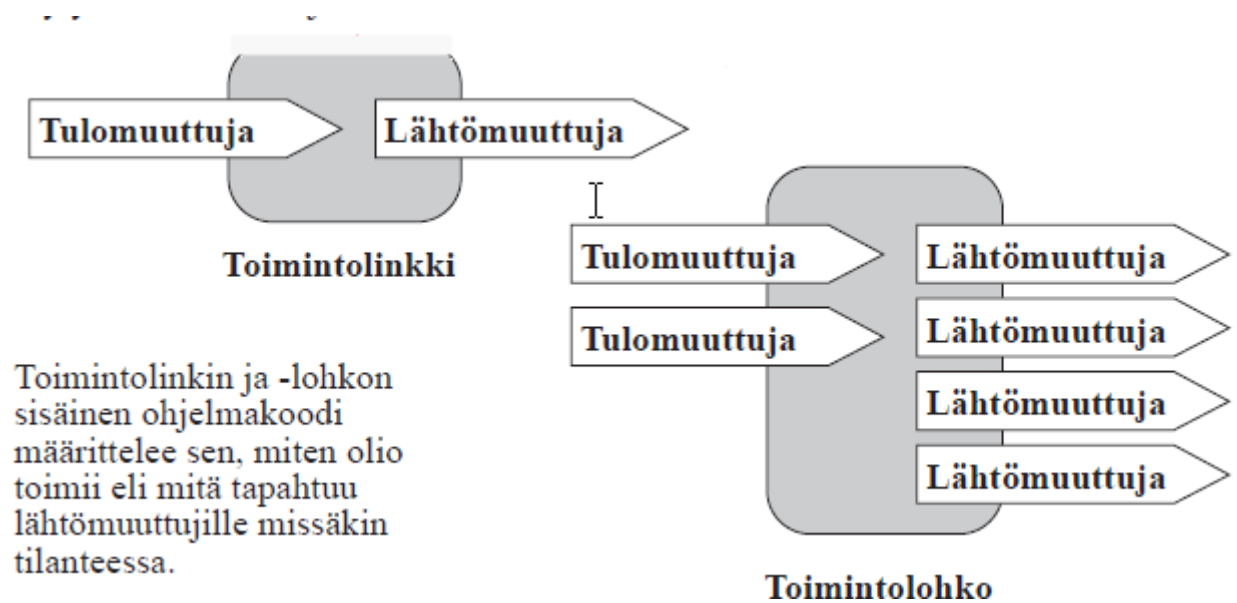 Tulomuuttuja
Lähtömuuttuja
Toimintolinkki
Tulomuuttuja
Lähtömuuttuja
Tulomuuttuja
Lähtömuuttuja
Lähtömuuttuja
Lähtömuuttuja
Toimintolohko
Toimintolinkin ja -lohkon
sisäinen ohjelmakoodi
määrittelee sen, miten olio
toimii eli mitä tapahtuu
lähtömuuttujille missäkin
tilanteessa.